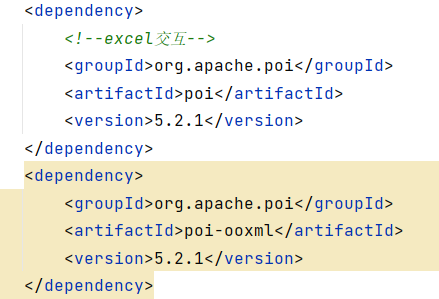 <dependency>
<!--excel交互-->
<groupId>org.apache.poi</groupId>
<artifactId>poi</artifactId>
<version>5.2.1</version>
</dependency>
<dependency>
<groupId>org.apache.poi</groupId>
<artifactId>poi-ooxml</artifactId>
<version>5.2.1</version>
</dependency>